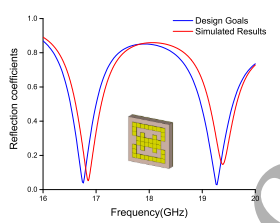 Design Goals
Simulated Results
1.0
0.8
0.6
0.4
0.2
0.0
Reflection coefficients
16 17 18 19 20
Frequency(GHz)